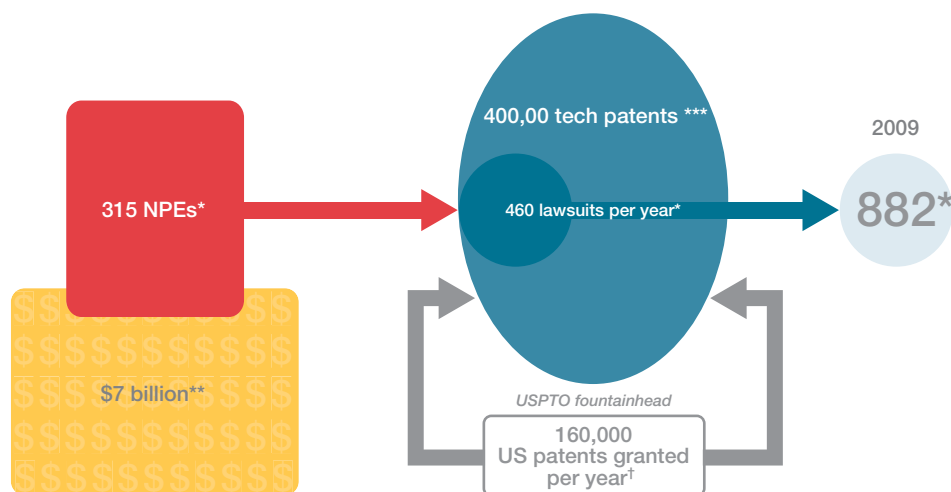 315 NPEs*
$7 billion**
400,00 tech patents ***
460 lawsuits per year*
2009
882*
USPTO fountainhead
160,000
US patents granted
per year†